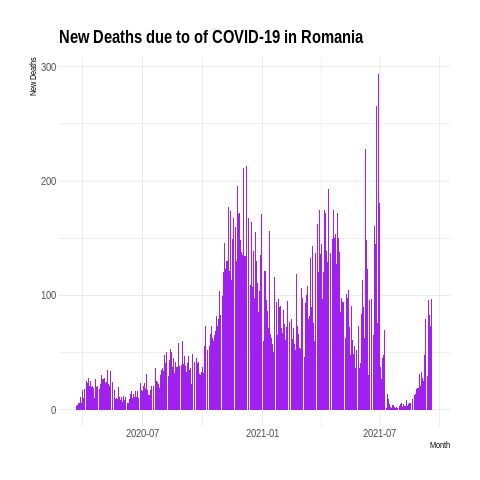 New Deaths due to of COVID-19 in Romania
New Deaths
300
200
100
0
2020-07
2021-01
2021-07
Month